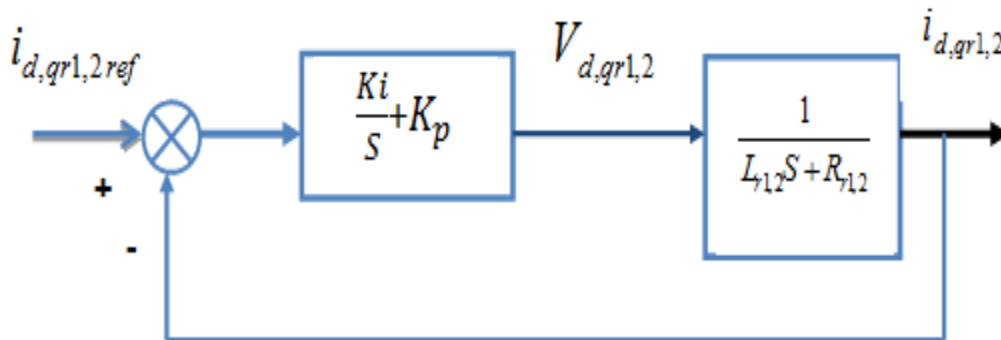 i_{d,qr1,2ref}
+
-
Ki/S + K_p
V_{d,qr1,2}
1/(L_{r1,2}S + R_{r1,2})
i_{d,qr1,2}